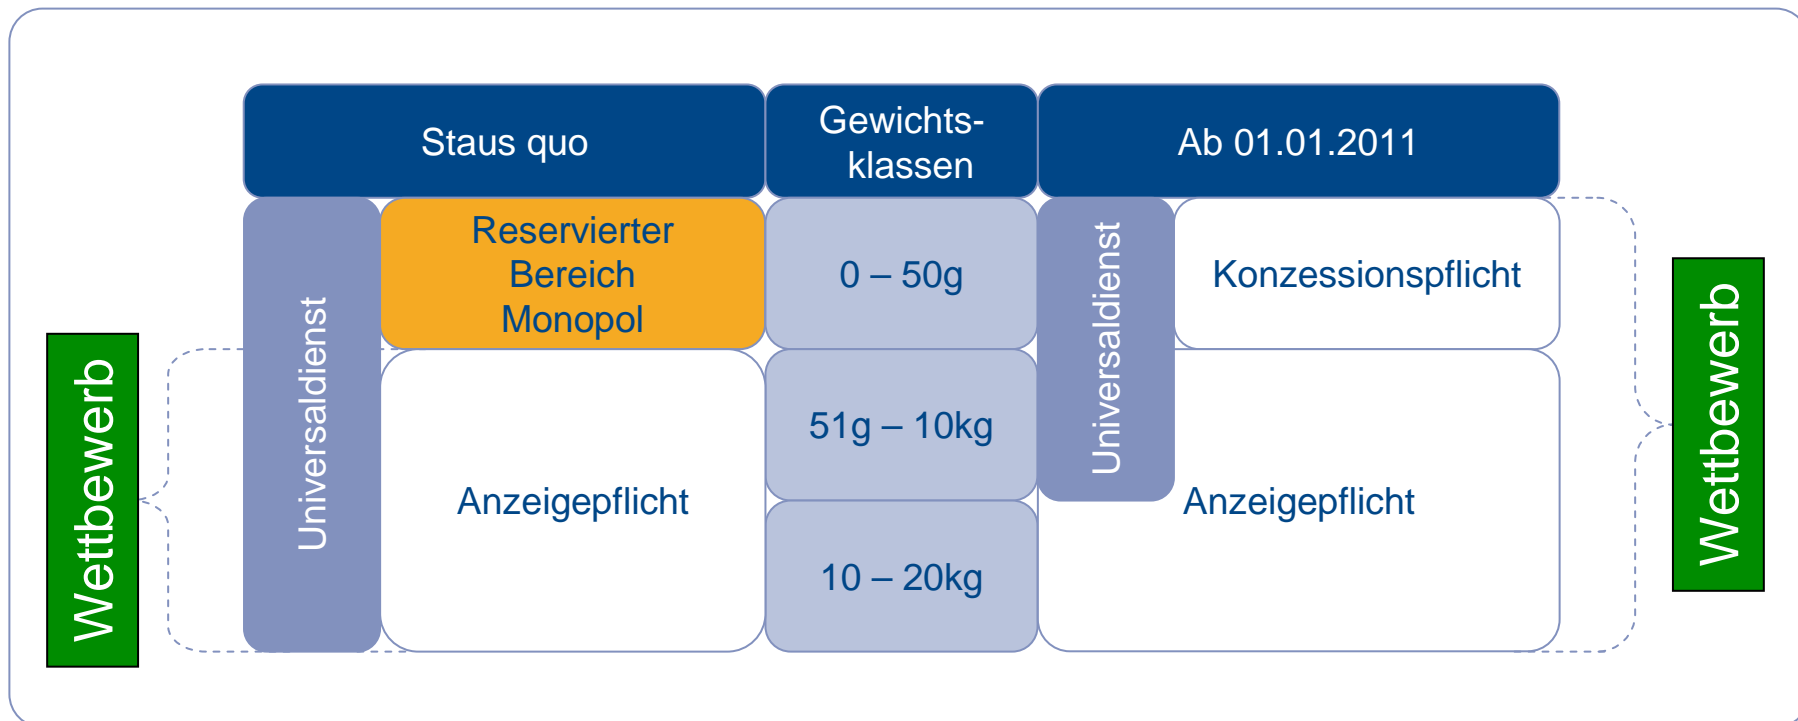 Staus quo
Gewichts-
klassen
Ab 01.01.2011
Wettbewerb
Universaldienst
Reservierter
Bereich
Monopol
Anzeigepflicht
0 – 50g
51g – 10kg
10 – 20kg
Universaldienst
Konzessionspflicht
Anzeigepflicht
Wettbewerb